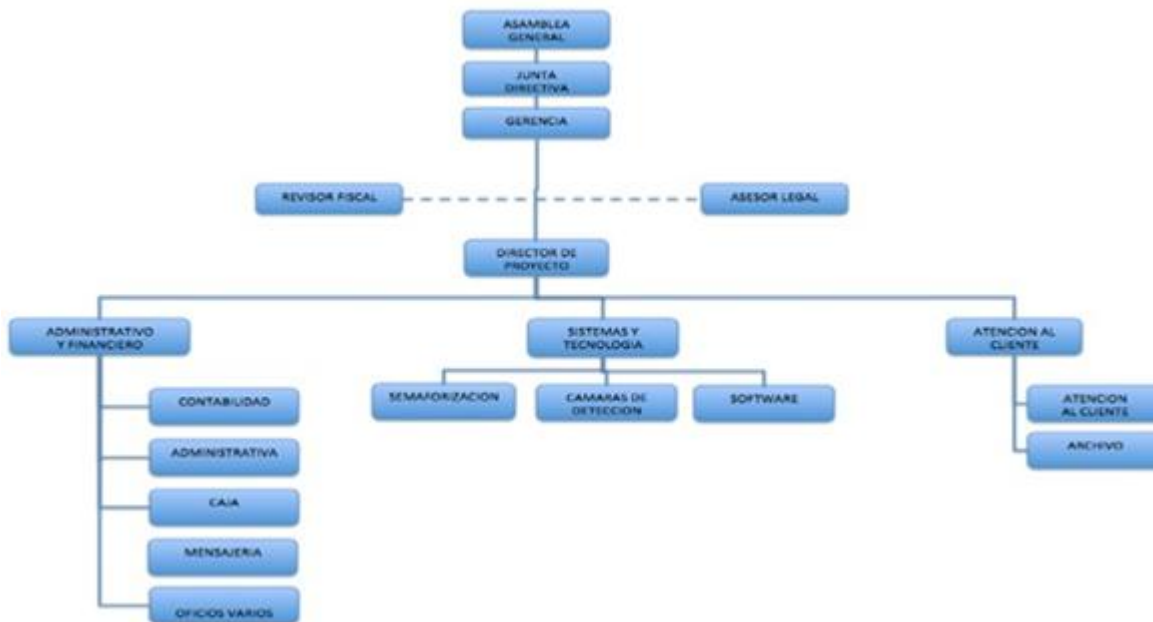 ASAMBLEA
GENERAL
JUNTA
DIRECTIVA
GERENCIA
REVISOR FISCAL
ASESOR LEGAL
DIRECTOR DE
PROYECTO
ADMINISTRATIVO
Y FINANCIERO
SISTEMAS Y
TECNOLOGIA
ATENCION AL
CLIENTE
SEMAFORIZACION
CAMARAS DE
DETECCION
SOFTWARE
CONTABILIDAD
ADMINISTRATIVA
CAJA
MENSAJERIA
OFICIOS VARIOS
ATENCION
AL CLIENTE
ARCHIVO